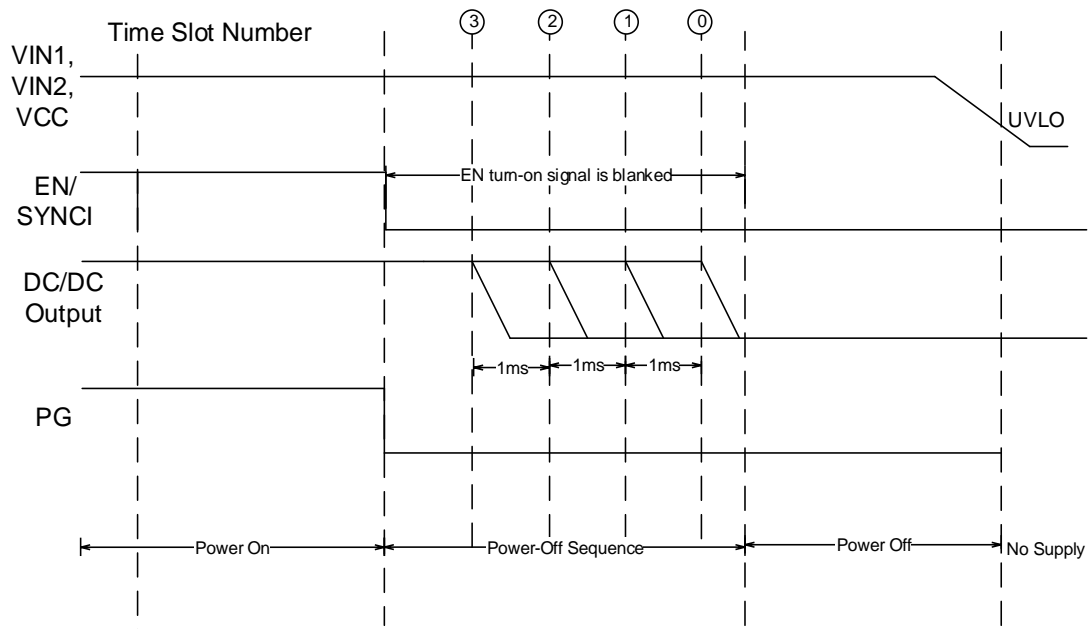 Time Slot Number
3
2
1
0
VIN1,
VIN2,
VCC
UVLO
EN/
SYNCI
EN turn-on signal is blanked
DC/DC
Output
1ms
1ms
1ms
PG
Power On
Power-Off Sequence
Power Off
No Supply